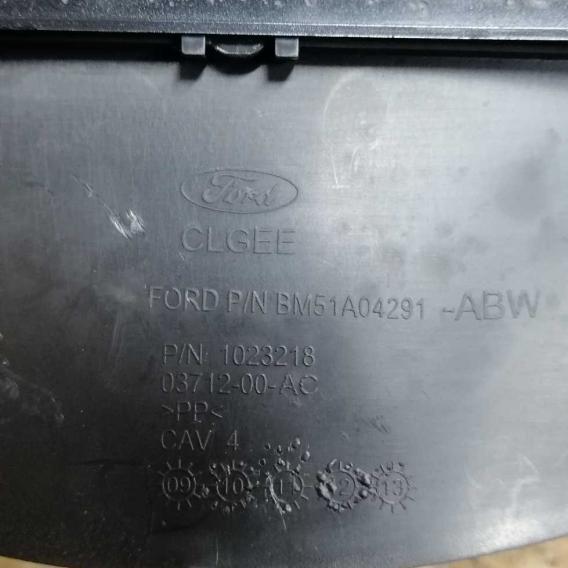 Ford
CLGEE
FORD P/N BM51A04291 -ABW
P/N: 1023218
03712-00-AC
>PP<
CAV 4
09 10 11 12 13